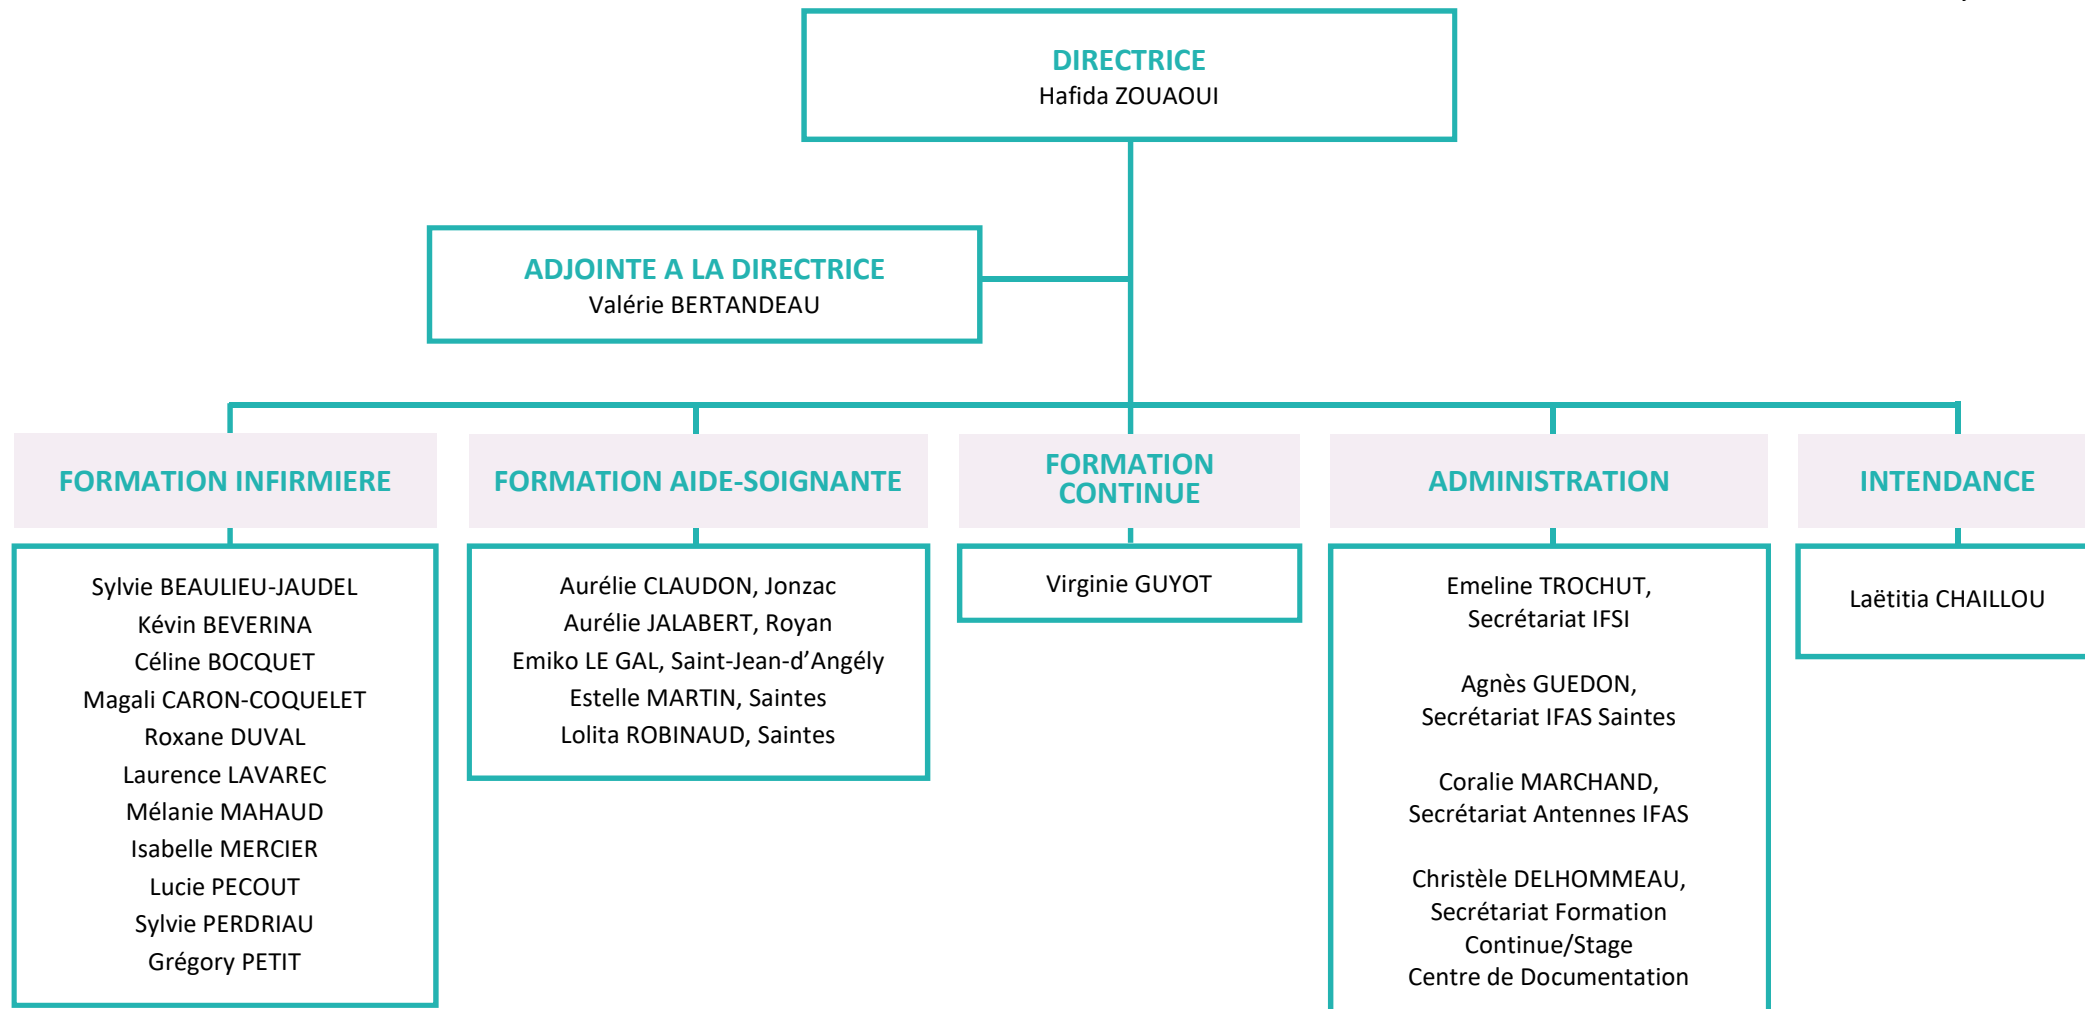 DIRECTRICE
Hafida ZOUAOUI
ADJOINTE A LA DIRECTRICE
Valérie BERTANDEAU
FORMATION INFIRMIERE
Sylvie BEAULIEU-JAUDEL
Kévin BEVERINA
Céline BOCQUET
Magali CARON-COQUELET
Roxane DUVAL
Laurence LAVAREC
Mélanie MAHAUD
Isabelle MERCIER
Lucie PECOUT
Sylvie PERDRIAU
Grégory PETIT
FORMATION AIDE-SOIGNANTE
Aurélie CLAUDON, Jonzac
Aurélie JALABERT, Royan
Emiko LE GAL, Saint-Jean-d’Angély
Estelle MARTIN, Saintes
Lolita ROBINAUD, Saintes
FORMATION
CONTINUE
Virginie GUYOT
ADMINISTRATION
Emeline TROCHUT,
Secrétariat IFSI
Agnès GUEDON,
Secrétariat IFAS Saintes
Coralie MARCHAND,
Secrétariat Antennes IFAS
Christèle DELHOMMEAU,
Secrétariat Formation
Continue/Stage
Centre de Documentation
INTENDANCE
Laëtitia CHAILLOU